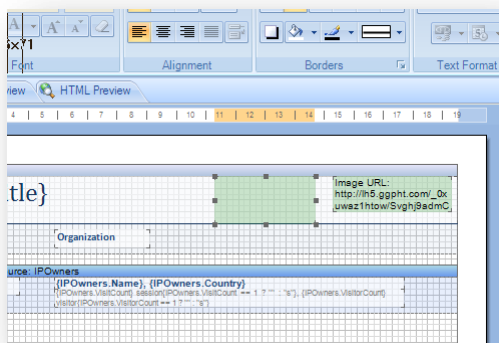 A A A
5×71
Font
Alignment
Borders
Text Format
view
HTML Preview
4 5 6 7 8 9 10 11 12 13 14 15 16 17 18 19
tle}
Image URL:
http://lh5.ggpht.com/_0x
uwaz1htow/Svghj9admC
Organization
urce: IPOwners
{IPOwners.Name}, {IPOwners.Country}
{IPOwners.VisitCount} session{IPOwners.VisitCount == 1 ? "" : "s"}, {IPOwners.VisitorCount}
visitor{IPOwners.VisitorCount == 1 ? "" : "s"}